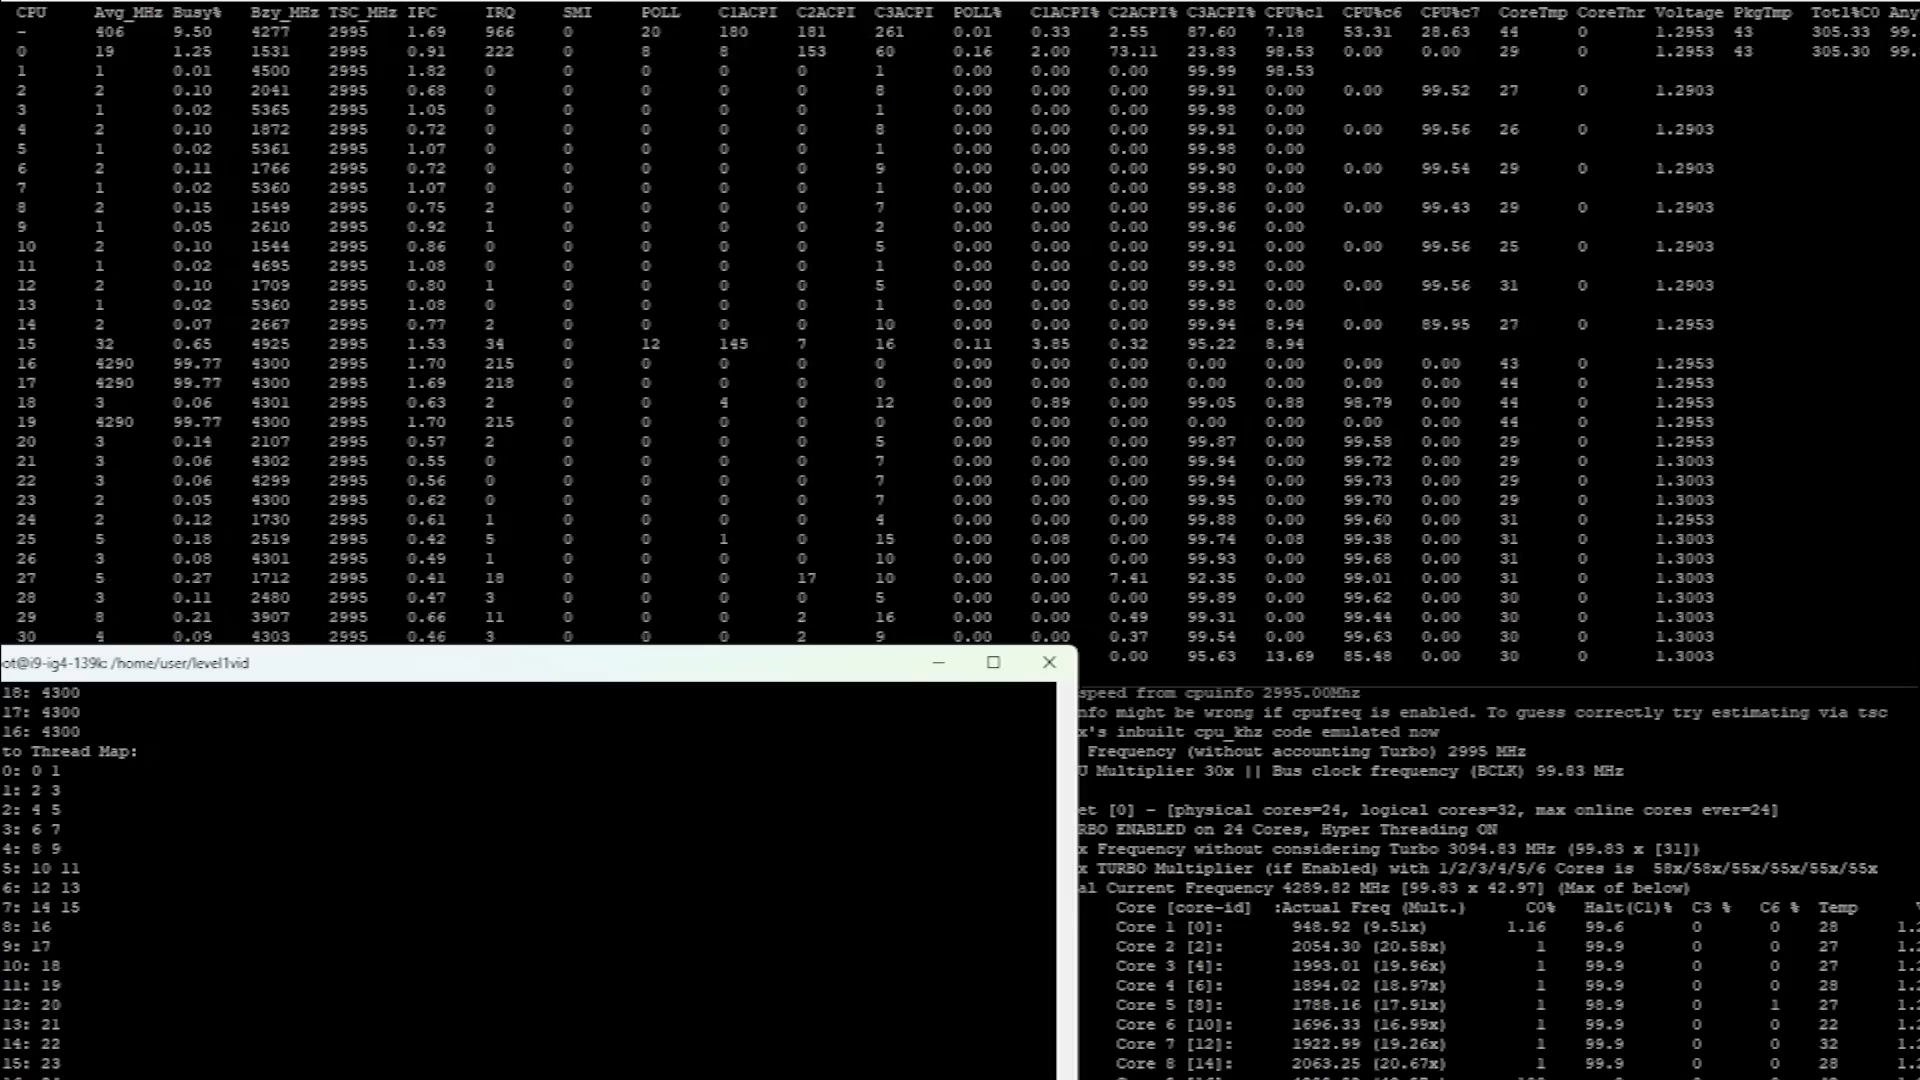 CPU Avg_MHz Busy% Bzy_MHz TSC_MHz IPC IRQ SMI POLL C1ACPI C2ACPI C3ACPI POLL% C1ACPI% C2ACPI% C3ACPI% CPU%c1 CPU%c6 CPU%c7 CoreTmp CoreThr Voltage PkgTmp Totl%C0 Any
- 406 9.50 4277 2995 1.69 966 0 20 180 181 261 0.01 0.33 2.55 87.60 7.18 53.31 28.63 44 0 1.2953 43 305.33 99.
0 19 1.25 1531 2995 0.91 222 0 8 8 153 60 0.16 2.00 73.11 23.83 98.53 0.00 0.00 29 0 1.2953 43 305.30 99.
1 1 0.01 4500 2995 1.82 0 0 0 0 0 1 0.00 0.00 0.00 99.99 98.53
2 2 0.10 2041 2995 0.68 0 0 0 0 0 8 0.00 0.00 0.00 99.91 0.00 0.00 99.52 27 0 1.2903
3 1 0.02 5365 2995 1.05 0 0 0 0 0 1 0.00 0.00 0.00 99.98 0.00
4 2 0.10 1872 2995 0.72 0 0 0 0 0 8 0.00 0.00 0.00 99.91 0.00 0.00 99.56 26 0 1.2903
5 1 0.02 5361 2995 1.07 0 0 0 0 0 1 0.00 0.00 0.00 99.98 0.00
6 2 0.11 1766 2995 0.72 0 0 0 0 0 9 0.00 0.00 0.00 99.90 0.00 0.00 99.54 29 0 1.2903
7 1 0.02 5360 2995 1.07 0 0 0 0 0 1 0.00 0.00 0.00 99.98 0.00
8 2 0.15 1549 2995 0.75 2 0 0 0 0 7 0.00 0.00 0.00 99.86 0.00 0.00 99.43 29 0 1.2903
9 1 0.05 2610 2995 0.92 1 0 0 0 0 2 0.00 0.00 0.00 99.96 0.00
10 2 0.10 1544 2995 0.86 0 0 0 0 0 5 0.00 0.00 0.00 99.91 0.00 0.00 99.56 25 0 1.2903
11 1 0.02 4695 2995 1.08 0 0 0 0 0 1 0.00 0.00 0.00 99.98 0.00
12 2 0.10 1709 2995 0.80 1 0 0 0 0 5 0.00 0.00 0.00 99.91 0.00 0.00 99.56 31 0 1.2903
13 1 0.02 5360 2995 1.08 0 0 0 0 0 1 0.00 0.00 0.00 99.98 0.00
14 2 0.07 2667 2995 0.77 2 0 0 0 0 10 0.00 0.00 0.00 99.94 8.94 0.00 89.95 27 0 1.2953
15 32 0.65 4925 2995 1.53 34 0 12 145 7 16 0.11 3.85 0.32 95.22 8.94
16 4290 99.77 4300 2995 1.70 215 0 0 0 0 0 0.00 0.00 0.00 0.00 0.00 0.00 0.00 43 0 1.2953
17 4290 99.77 4300 2995 1.69 218 0 0 0 0 0 0.00 0.00 0.00 0.00 0.00 0.00 0.00 44 0 1.2953
18 3 0.06 4301 2995 0.63 2 0 0 4 0 12 0.00 0.89 0.00 99.05 0.88 98.79 0.00 44 0 1.2953
19 4290 99.77 4300 2995 1.70 215 0 0 0 0 0 0.00 0.00 0.00 0.00 0.00 0.00 0.00 44 0 1.2953
20 3 0.14 2107 2995 0.57 2 0 0 0 0 5 0.00 0.00 0.00 99.87 0.00 99.58 0.00 29 0 1.2953
21 3 0.06 4302 2995 0.55 0 0 0 0 0 7 0.00 0.00 0.00 99.94 0.00 99.72 0.00 29 0 1.3003
22 3 0.06 4299 2995 0.56 0 0 0 0 0 7 0.00 0.00 0.00 99.94 0.00 99.73 0.00 29 0 1.3003
23 2 0.05 4300 2995 0.62 0 0 0 0 0 7 0.00 0.00 0.00 99.95 0.00 99.70 0.00 29 0 1.3003
24 2 0.12 1730 2995 0.61 1 0 0 0 0 4 0.00 0.00 0.00 99.88 0.00 99.60 0.00 31 0 1.2953
25 5 0.18 2519 2995 0.42 5 0 0 1 0 15 0.00 0.08 0.00 99.74 0.08 99.38 0.00 31 0 1.3003
26 3 0.08 4301 2995 0.49 1 0 0 0 0 10 0.00 0.00 0.00 99.93 0.00 99.68 0.00 31 0 1.3003
27 5 0.27 1712 2995 0.41 18 0 0 0 17 10 0.00 0.00 7.41 92.35 0.00 99.01 0.00 31 0 1.3003
28 3 0.11 2480 2995 0.47 3 0 0 0 0 5 0.00 0.00 0.00 99.89 0.00 99.62 0.00 30 0 1.3003
29 8 0.21 3907 2995 0.66 11 0 0 0 2 16 0.00 0.00 0.49 99.31 0.00 99.44 0.00 30 0 1.3003
30 4 0.09 4303 2995 0.46 3 0 0 0 2 9 0.00 0.00 0.37 99.54 0.00 99.63 0.00 30 0 1.3003
0.00 95.63 13.69 85.48 0.00 30 0 1.3003
ot@i9-ig4-139k: /home/user/level1vid
18: 4300
17: 4300
16: 4300
to Thread Map:
0: 0 1
1: 2 3
2: 4 5
3: 6 7
4: 8 9
5: 10 11
6: 12 13
7: 14 15
8: 16
9: 17
10: 18
11: 19
12: 20
13: 21
14: 22
15: 23
speed from cpuinfo 2995.00Mhz
nfo might be wrong if cpufreq is enabled. To guess correctly try estimating via tsc
x's inbuilt cpu_khz code emulated now
Frequency (without accounting Turbo) 2995 MHz
U Multiplier 30x || Bus clock frequency (BCLK) 99.83 MHz
et [0] - [physical cores=24, logical cores=32, max online cores ever=24]
RBO ENABLED on 24 Cores, Hyper Threading ON
x Frequency without considering Turbo 3094.83 MHz (99.83 x [31])
x TURBO Multiplier (if Enabled) with 1/2/3/4/5/6 Cores is 58x/58x/55x/55x/55x/55x
al Current Frequency 4289.82 MHz [99.83 x 42.97] (Max of below)
Core [core-id] :Actual Freq (Mult.) C0% Halt(C1)% C3 % C6 % Temp
Core 1 [0]: 948.92 (9.51x) 1.16 99.6 0 0 28 1.2
Core 2 [2]: 2054.30 (20.58x) 1 99.9 0 0 27 1.2
Core 3 [4]: 1993.01 (19.96x) 1 99.9 0 0 27 1.2
Core 4 [6]: 1894.02 (18.97x) 1 99.9 0 0 28 1.2
Core 5 [8]: 1788.16 (17.91x) 1 98.9 0 1 27 1.2
Core 6 [10]: 1696.33 (16.99x) 1 99.9 0 0 22 1.2
Core 7 [12]: 1922.99 (19.26x) 1 99.9 0 0 32 1.2
Core 8 [14]: 2063.25 (20.67x) 1 99.9 0 0 28 1.2